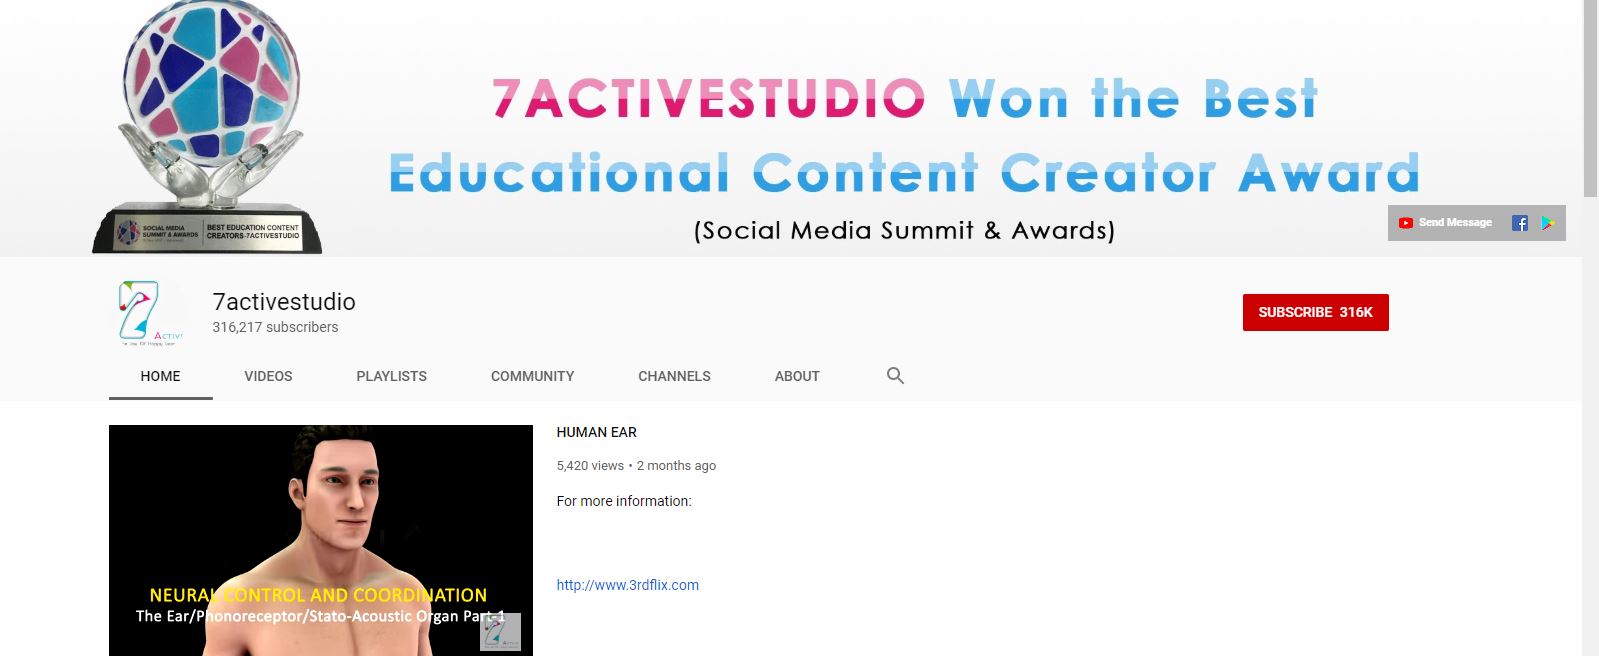 7ACTIVESTUDIO Won the Best
Educational Content Creator Award
(Social Media Summit & Awards)
SOCIAL MEDIA
SUMMIT & AWARDS
BEST EDUCATION CONTENT
CREATORS-7ACTIVESTUDIO
Send Message
7 Active
7activestudio
316,217 subscribers
SUBSCRIBE 316K
HOME VIDEOS PLAYLISTS COMMUNITY CHANNELS ABOUT
HUMAN EAR
5,420 views • 2 months ago
For more information:
http://www.3rdflix.com
NEURAL CONTROL AND COORDINATION
The Ear/Phonoreceptor/Stato-Acoustic Organ Part-1